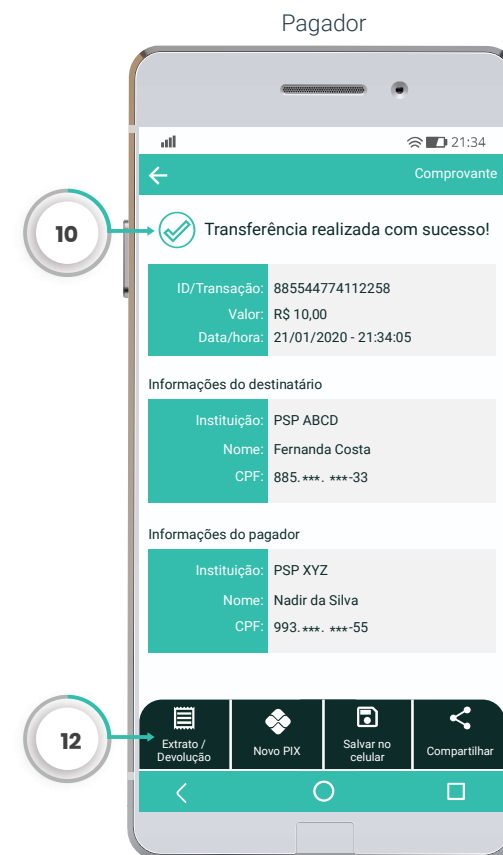 Pagador
21:34
Comprovante
10
Transferência realizada com sucesso!
ID/Transação: 885544774112258
Valor: R$ 10,00
Data/hora: 21/01/2020 - 21:34:05
Informações do destinatário
Instituição: PSP ABCD
Nome: Fernanda Costa
CPF: 885.***. ***-33
Informações do pagador
Instituição: PSP XYZ
Nome: Nadir da Silva
CPF: 993.***. ***-55
12
Extrato /
Devolução
Novo PIX
Salvar no
celular
Compartilhar